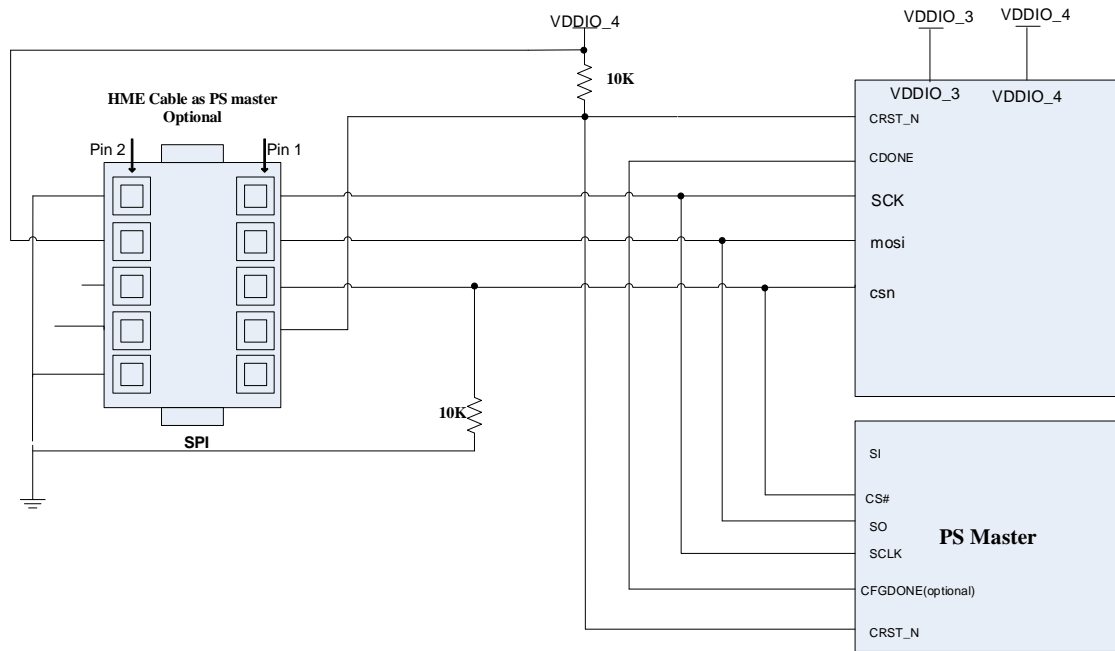 VDDIO_4
VDDIO_3
VDDIO_4
10K
HME Cable as PS master
Optional
Pin 2
Pin 1
VDDIO_3
VDDIO_4
CRST_N
CDONE
SCK
mosi
csn
10K
SPI
SI
CS#
SO
PS Master
SCLK
CFGDONE(optional)
CRST_N